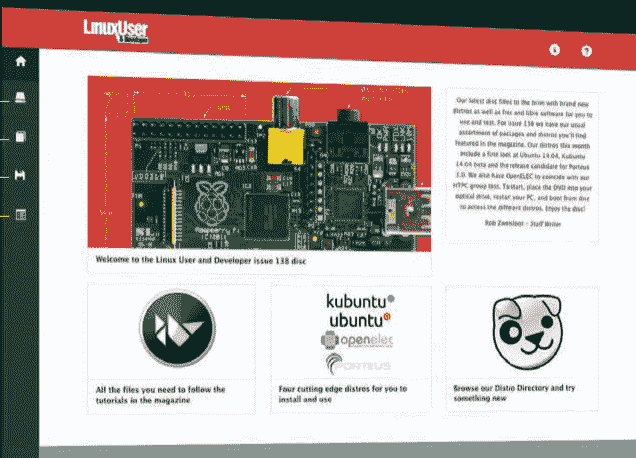 LinuxUser
& Developer
Raspberry Pi
Our latest disc filles to the brim with brand new
distros as well as free and libre software for you to
use and test. For issue 138 we have our usual
assortment of packages and distros you'll find
featured in the magazine. Our distros this month
include a first look at Ubuntu 14.04, Kubuntu
14.04 beta and the release candidate for Porteus
3.0. We also have OpenELEC to coincide with our
HTPC group test. To start, place the DVD into your
optical drive, restart your PC, and boot from disc
to access the different distros. Enjoy the disc!
Rob Zwetsloot - Staff Writer
Welcome to the Linux User and Developer issue 138 disc
kubuntu
ubuntu
openelec
PORTEUS
All the files you need to follow the
tutorials in the magazine
Four cutting edge distros for you to
install and use
Browse our Distro Directory and try
something new